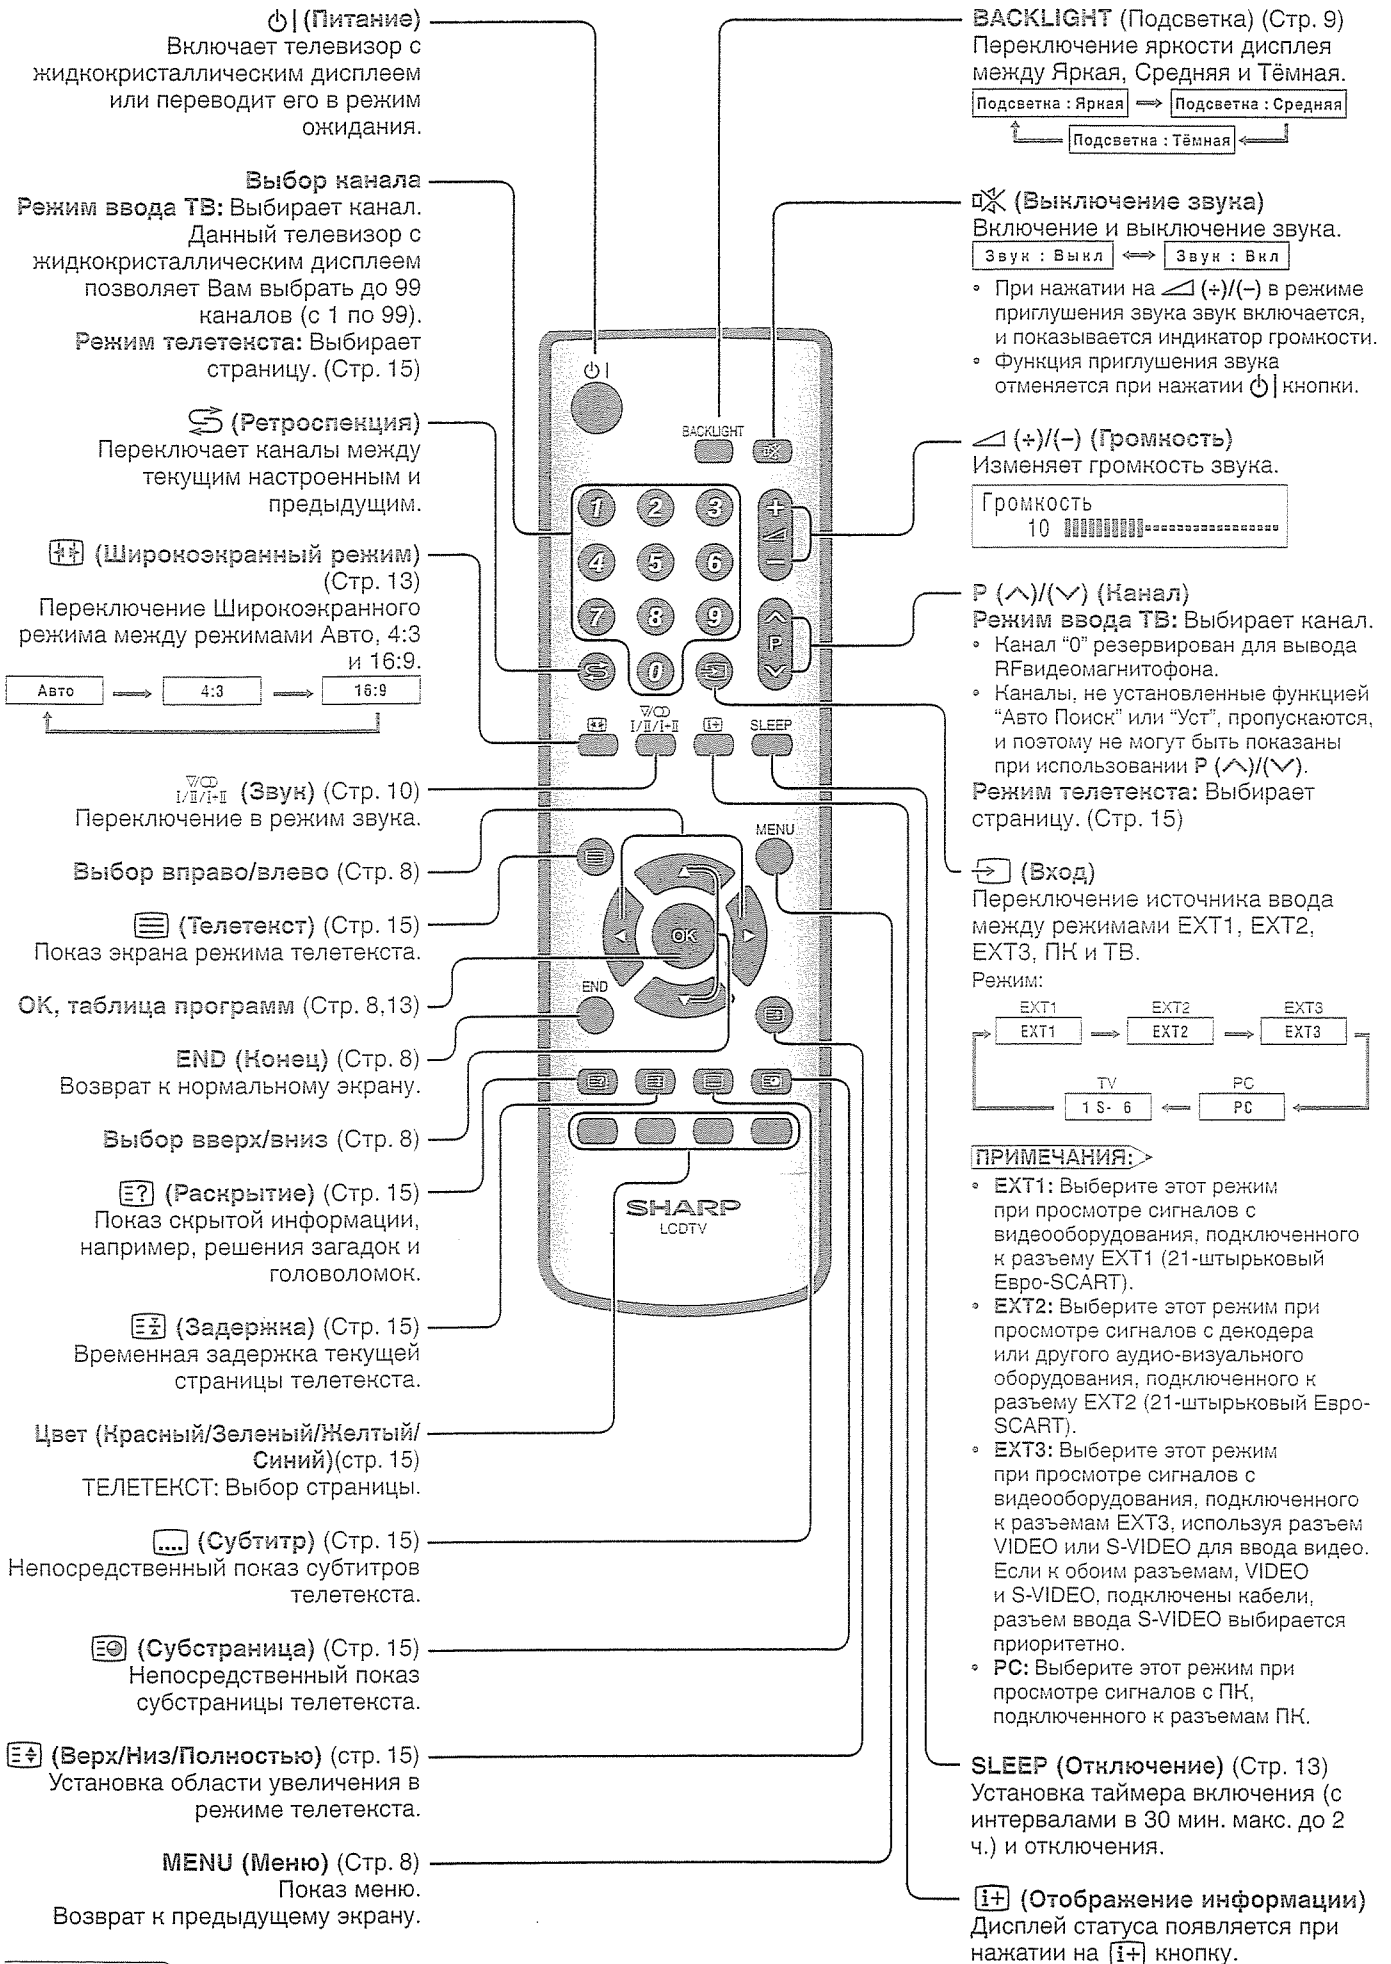 (Питание)
Включает телевизор с
жидкокристаллическим дисплеем
или переводит его в режим
ожидания.
Выбор канала
Режим ввода ТВ: Выбирает канал.
Данный телевизор с
жидкокристаллическим дисплеем
позволяет Вам выбрать до 99
каналов (с 1 по 99).
Режим телетекста: Выбирает
страницу. (Стр. 15)
(Ретроспекция)
Переключает каналы между
текущим настроенным и
предыдущим.
(Широкоэкранный режим)
(Стр. 13)
Переключение Широкоэкранного
режима между режимами Авто, 4:3
и 16:9.
Авто ⟹ 4:3 ⟹ 16:9
I/II/I+II (Звук) (Стр. 10)
Переключение в режим звука.
Выбор вправо/влево (Стр. 8)
(Телетекст) (Стр. 15)
Показ экрана режима телетекста.
ОК, таблица программ (Стр. 8,13)
END (Конец) (Стр. 8)
Возврат к нормальному экрану.
Выбор вверх/вниз (Стр. 8)
(Раскрытие) (Стр. 15)
Показ скрытой информации,
например, решения загадок и
головоломок.
(Задержка) (Стр. 15)
Временная задержка текущей
страницы телетекста.
Цвет (Красный/Зеленый/Желтый/
Синий)(стр. 15)
ТЕЛЕТЕКСТ: Выбор страницы.
(Субтитр) (Стр. 15)
Непосредственный показ субтитров
телетекста.
(Субстраница) (Стр. 15)
Непосредственный показ
субстраницы телетекста.
(Верх/Низ/Полностью) (стр. 15)
Установка области увеличения в
режиме телетекста.
MENU (Меню) (Стр. 8)
Показ меню.
Возврат к предыдущему экрану.
BACKLIGHT
1 2 3
+
4 5 6
−
7 8 9
P
0
I/II/I+II
i+
SLEEP
MENU
OK
END
SHARP
LCDTV
BACKLIGHT (Подсветка) (Стр. 9)
Переключение яркости дисплея
между Яркая, Средняя и Тёмная.
Подсветка : Яркая ⟹ Подсветка : Средняя
Подсветка : Тёмная
(Выключение звука)
Включение и выключение звука.
Звук : Выкл ⟺ Звук : Вкл
• При нажатии на (+)/(–) в режиме
приглушения звука звук включается,
и показывается индикатор громкости.
• Функция приглушения звука
отменяется при нажатии кнопки.
(+)/(–) (Громкость)
Изменяет громкость звука.
Громкость
10
P (∧)/(∨) (Канал)
Режим ввода ТВ: Выбирает канал.
• Канал “0” резервирован для вывода
RFвидеомагнитофона.
• Каналы, не установленные функцией
“Авто Поиск” или “Уст”, пропускаются,
и поэтому не могут быть показаны
при использовании P (∧)/(∨).
Режим телетекста: Выбирает
страницу. (Стр. 15)
(Вход)
Переключение источника ввода
между режимами EXT1, EXT2,
EXT3, ПК и ТВ.
Режим:
EXT1 EXT2 EXT3
EXT1 ⟹ EXT2 ⟹ EXT3
TV PC
1 S- 6 ⟸ PC
ПРИМЕЧАНИЯ:
• EXT1: Выберите этот режим
при просмотре сигналов с
видеооборудования, подключенного
к разъему EXT1 (21-штырьковый
Евро-SCART).
• EXT2: Выберите этот режим при
просмотре сигналов с декодера
или другого аудио-визуального
оборудования, подключенного к
разъему EXT2 (21-штырьковый Евро-
SCART).
• EXT3: Выберите этот режим
при просмотре сигналов с
видеооборудования, подключенного
к разъемам EXT3, используя разъем
VIDEO или S-VIDEO для ввода видео.
Если к обоим разъемам, VIDEO
и S-VIDEO, подключены кабели,
разъем ввода S-VIDEO выбирается
приоритетно.
• PC: Выберите этот режим при
просмотре сигналов с ПК,
подключенного к разъемам ПК.
SLEEP (Отключение) (Стр. 13)
Установка таймера включения (с
интервалами в 30 мин. макс. до 2
ч.) и отключения.
i+ (Отображение информации)
Дисплей статуса появляется при
нажатии на i+ кнопку.